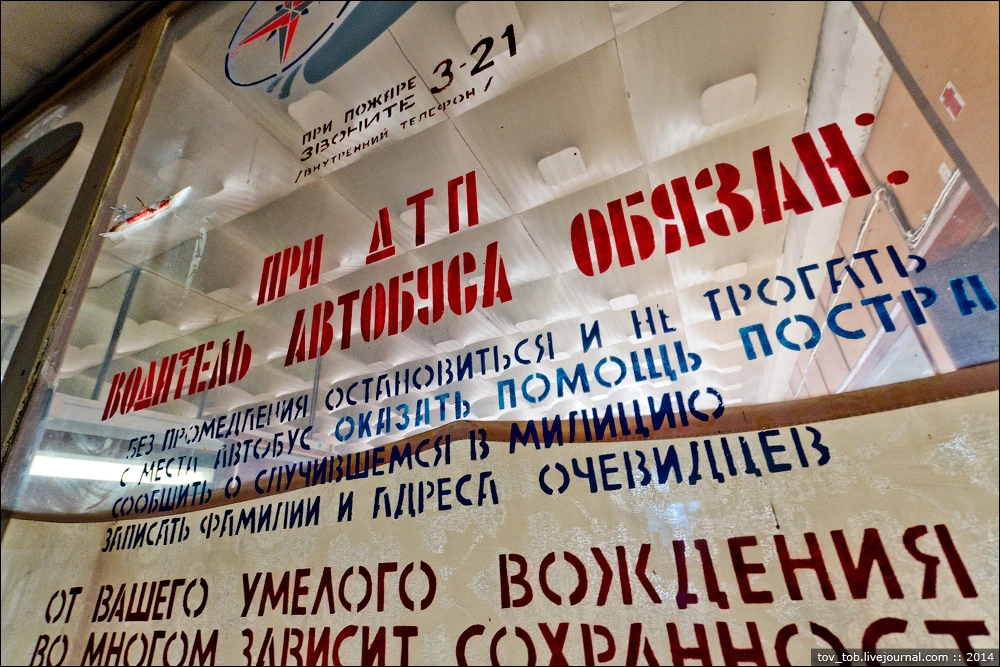 ПРИ ПОЖАРЕ
ЗВОНИТЕ 3-21
/ВНУТРЕННИЙ ТЕЛЕФОН/
ПРИ ДТП
ВОДИТЕЛЬ АВТОБУСА ОБЯЗАН:
БЕЗ ПРОМЕДЛЕНИЯ ОСТАНОВИТЬСЯ И НЕ ТРОГАТЬ
С МЕСТА АВТОБУС ОКАЗАТЬ ПОМОЩЬ ПОСТРА
СООБЩИТЬ О СЛУЧИВШЕМСЯ В МИЛИЦИЮ
ЗАПИСАТЬ ФАМИЛИИ И АДРЕСА ОЧЕВИДЦЕВ
ОТ ВАШЕГО УМЕЛОГО ВОЖДЕНИЯ
ВО МНОГОМ ЗАВИСИТ СОХРАННОСТ
tov_tob.livejournal.com :: 2014